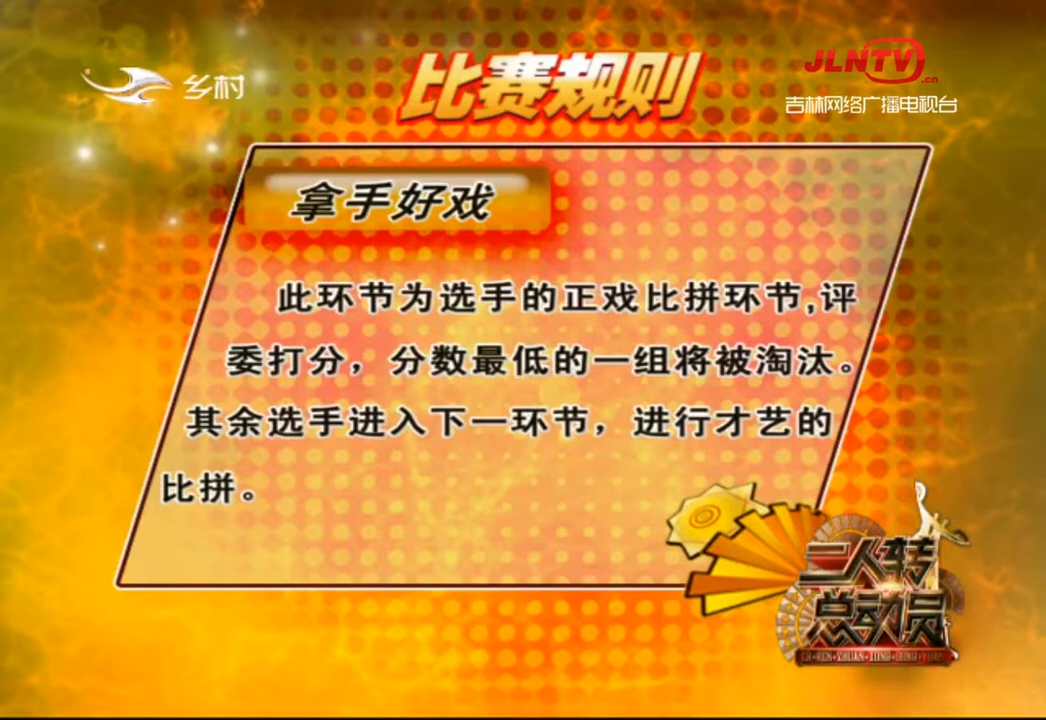 乡村
比赛规则
JLNTV.cn
吉林网络广播电视台
拿手好戏
此环节为选手的正戏比拼环节,评
委打分，分数最低的一组将被淘汰。
其余选手进入下一环节，进行才艺的
比拼。
二人转
总动员